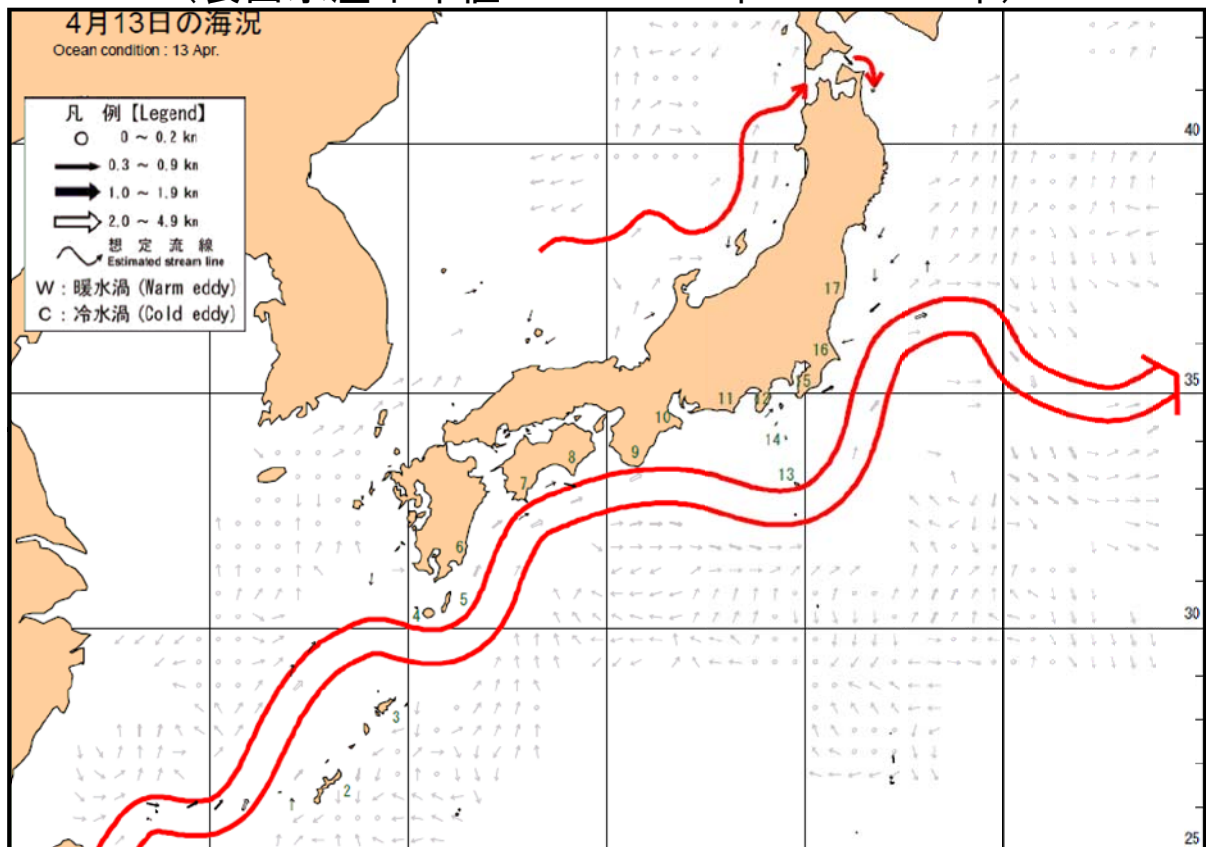 4月13日の海況
Ocean condition : 13 Apr.
凡 例【Legend】
0 ~ 0.2 kn
0.3 ~ 0.9 kn
1.0 ~ 1.9 kn
2.0 ~ 4.9 kn
想 定 流 線
Estimated stream line
W : 暖水渦 (Warm eddy)
C : 冷水渦 (Cold eddy)
40
17
16
35
15
12
11
10
14
9
8
7
13
6
5
4
30
3
2
25